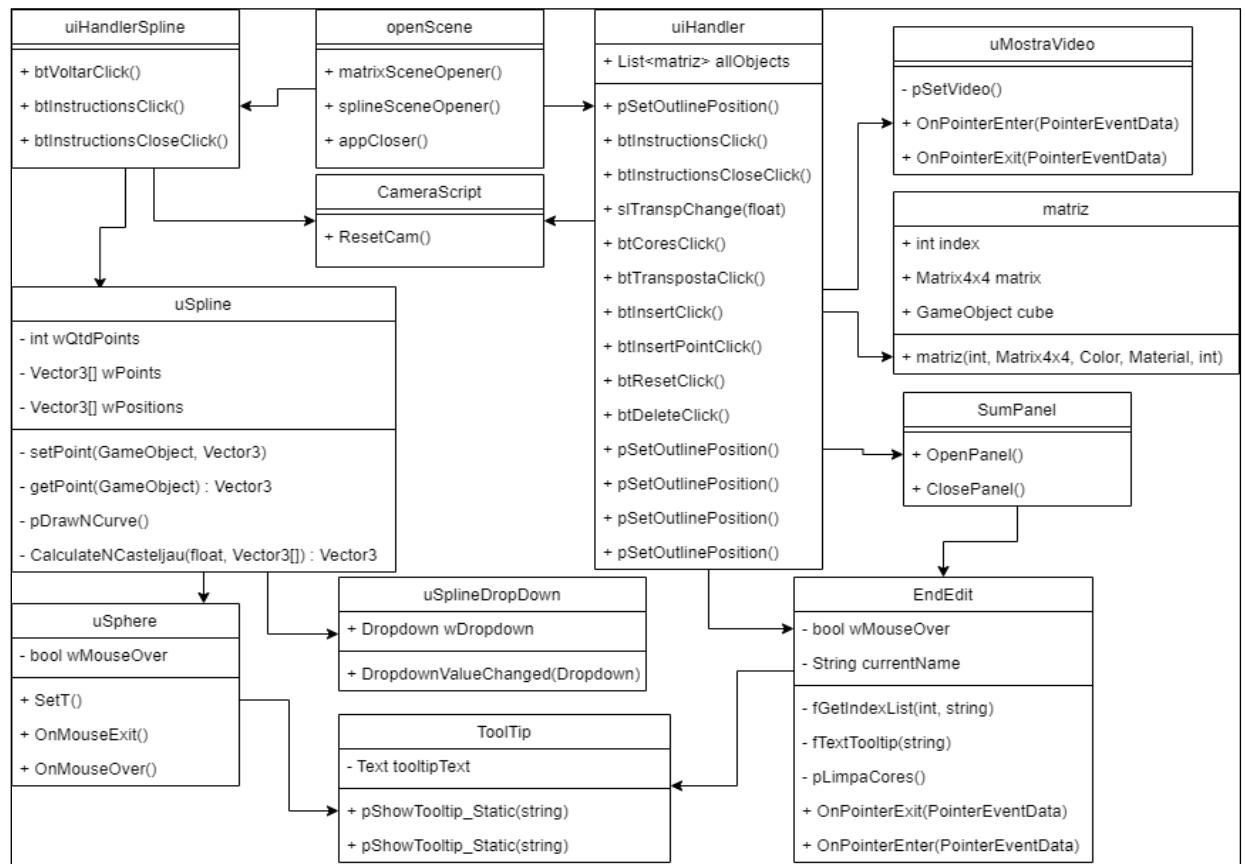 uiHandlerSpline
+ btVoltarClick()
+ btInstructionsClick()
+ btInstructionsCloseClick()
openScene
+ matrixSceneOpener()
+ splineSceneOpener()
+ appCloser()
uiHandler
+ List<matriz> allObjects
+ pSetOutlinePosition()
+ btInstructionsClick()
+ btInstructionsCloseClick()
+ slTranspChange(float)
+ btCoresClick()
+ btTranspostaClick()
+ btInsertClick()
+ btInsertPointClick()
+ btResetClick()
+ btDeleteClick()
+ pSetOutlinePosition()
+ pSetOutlinePosition()
+ pSetOutlinePosition()
+ pSetOutlinePosition()
uMostraVideo
- pSetVideo()
+ OnPointerEnter(PointerEventData)
+ OnPointerExit(PointerEventData)
CameraScript
+ ResetCam()
matriz
+ int index
+ Matrix4x4 matrix
+ GameObject cube
+ matriz(int, Matrix4x4, Color, Material, int)
uSpline
- int wQtdPoints
- Vector3[] wPoints
- Vector3[] wPositions
- setPoint(GameObject, Vector3)
- getPoint(GameObject) : Vector3
- pDrawNCurve()
- CalculateNCasteljau(float, Vector3[]) : Vector3
SumPanel
+ OpenPanel()
+ ClosePanel()
uSphere
- bool wMouseOver
+ SetT()
+ OnMouseExit()
+ OnMouseOver()
uSplineDropDown
+ Dropdown wDropdown
+ DropdownValueChanged(Dropdown)
ToolTip
- Text tooltipText
+ pShowTooltip_Static(string)
+ pShowTooltip_Static(string)
EndEdit
- bool wMouseOver
- String currentName
- fGetIndexList(int, string)
- fTextTooltip(string)
- pLimpaCores()
+ OnPointerExit(PointerEventData)
+ OnPointerEnter(PointerEventData)